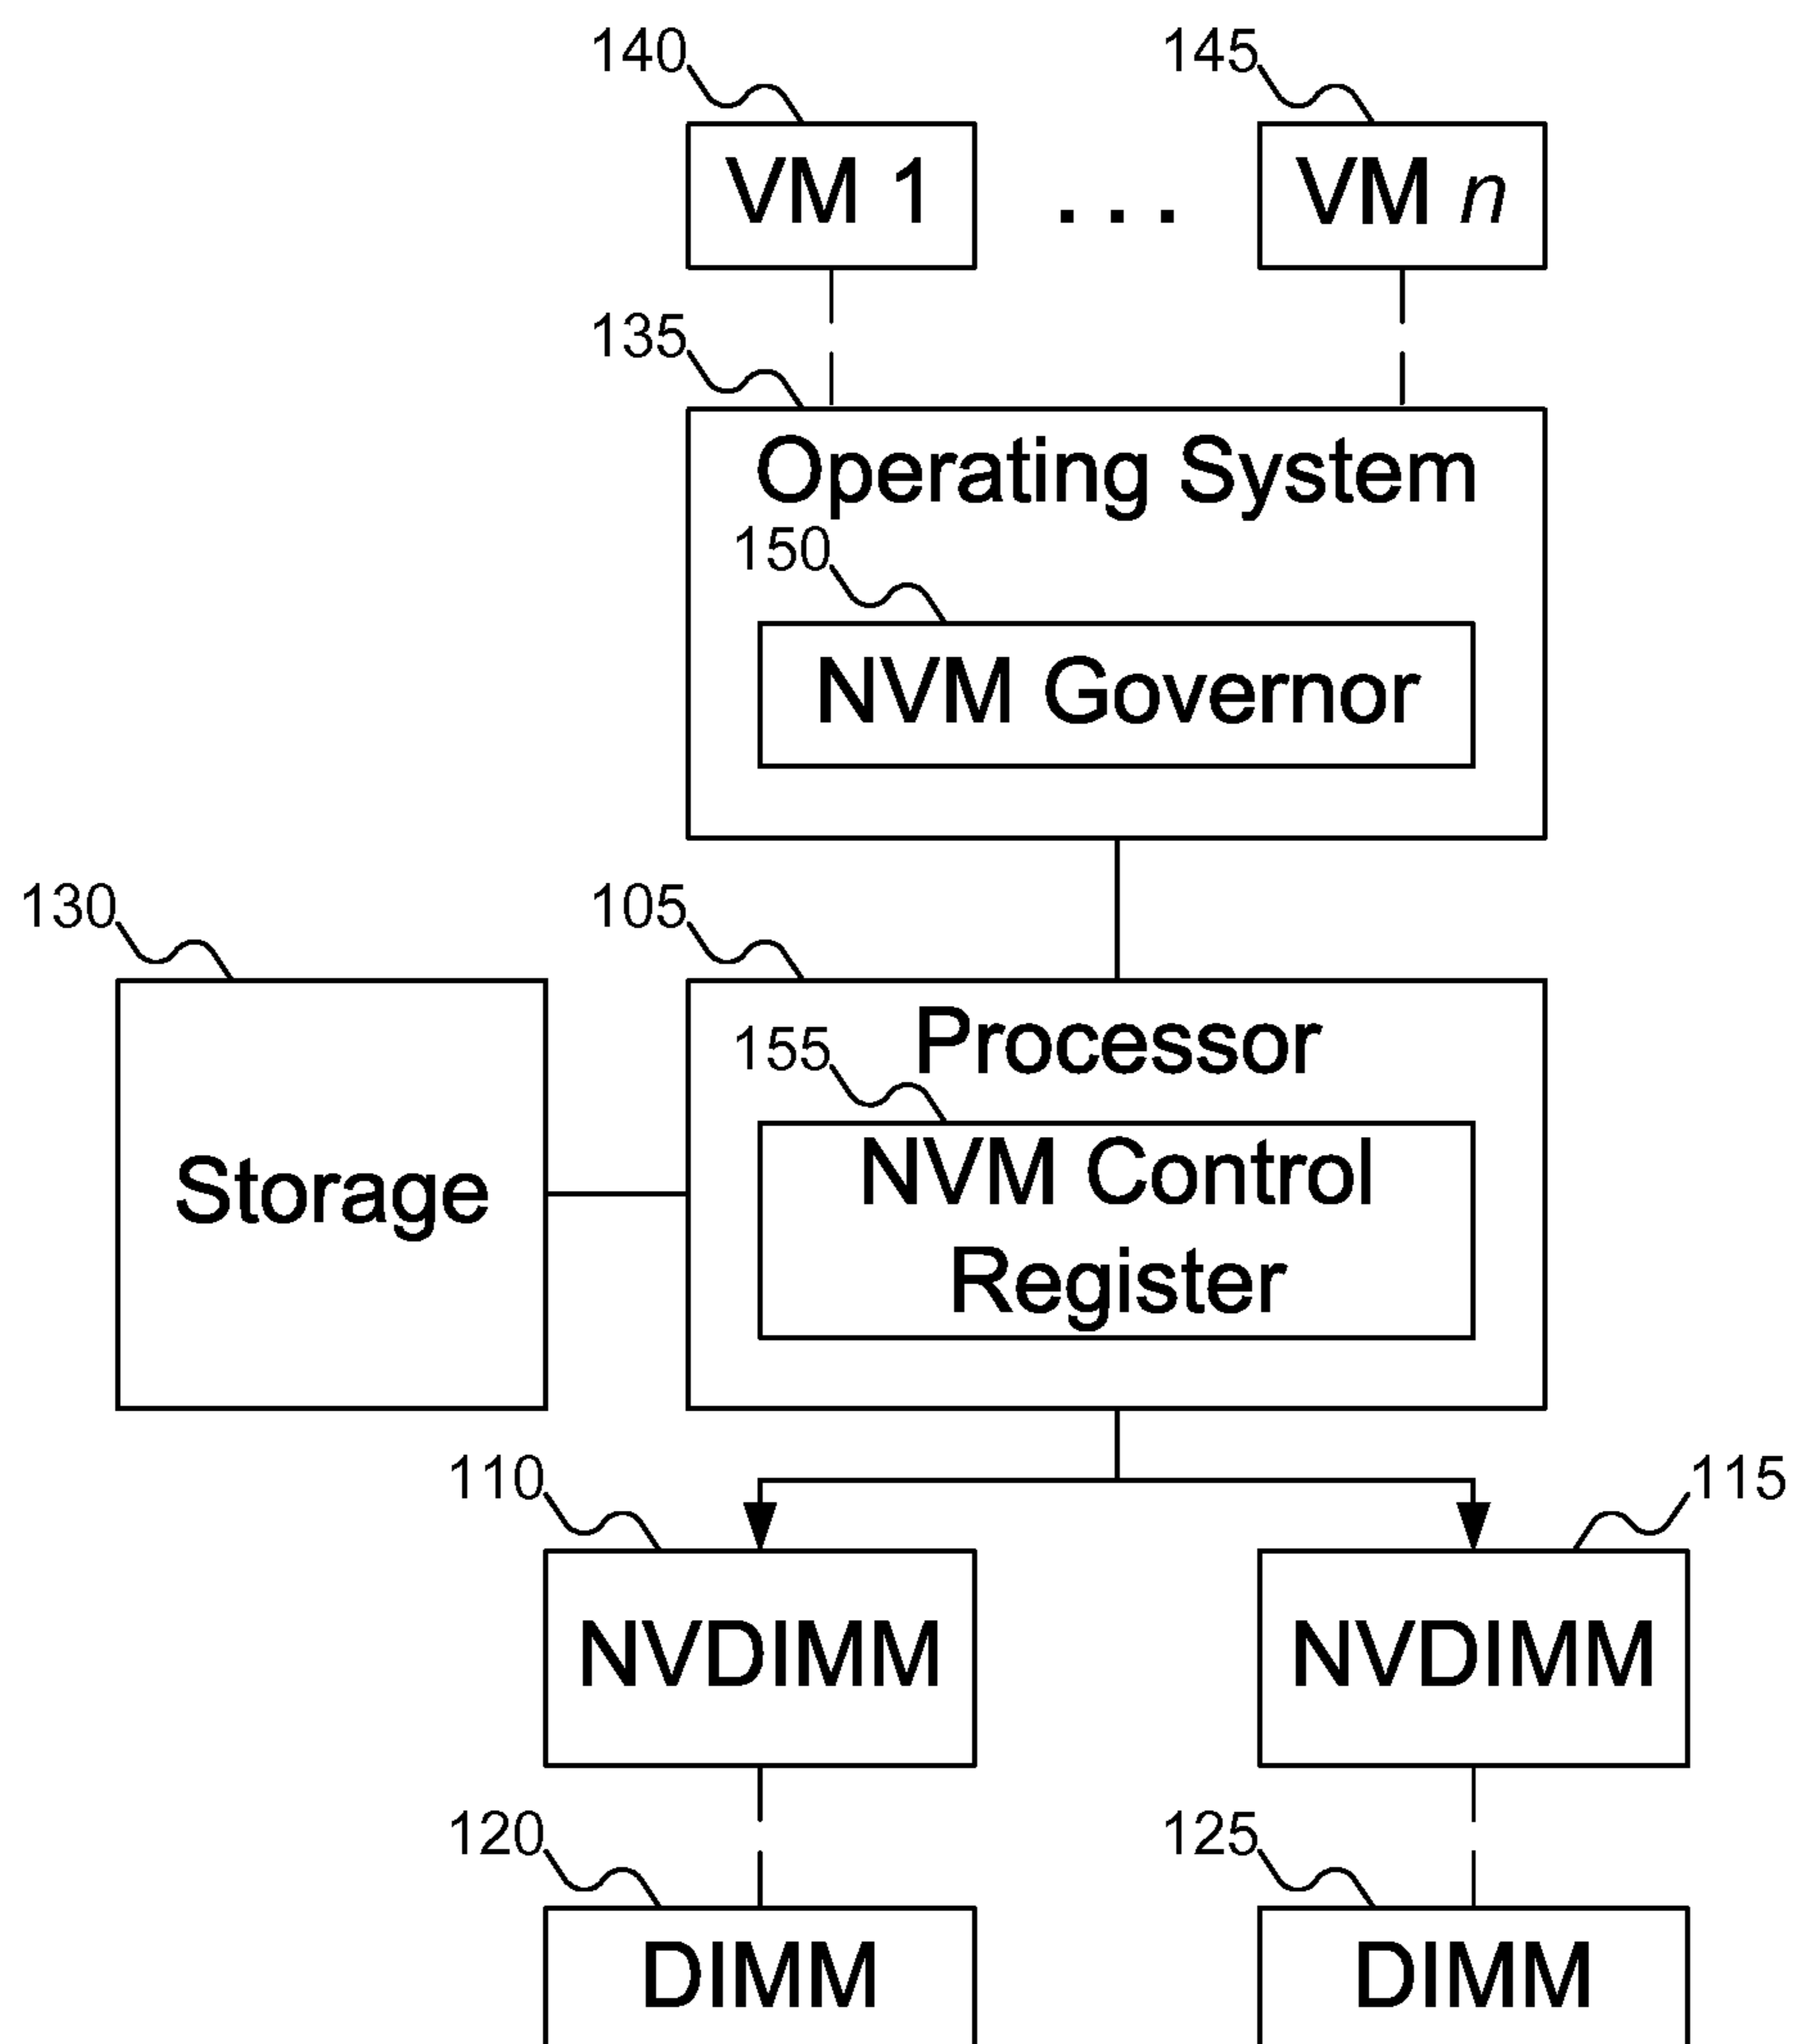 140
145
VM 1
. . .
VM n
135
Operating System
150
NVM Governor
130
105
Processor
155
Storage
NVM Control
Register
110
115
NVDIMM
NVDIMM
120
125
DIMM
DIMM